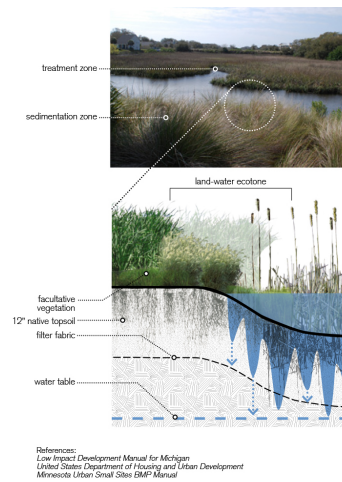 treatment zone
sedimentation zone
land-water ecotone
facultative
vegetation
12" native topsoil
filter fabric
water table
References:
Low Impact Development Manual for Michigan
United States Department of Housing and Urban Development
Minnesota Urban Small Sites BMP Manual